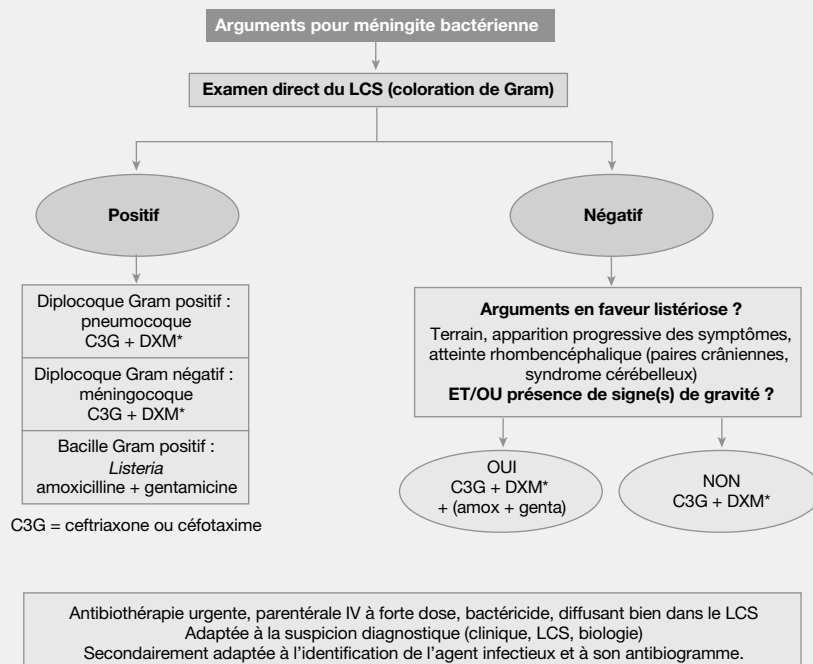 Arguments pour méningite bactérienne
Examen direct du LCS (coloration de Gram)
Positif
Négatif
Diplocoque Gram positif :
pneumocoque
C3G + DXM*
Diplocoque Gram négatif :
méningocoque
C3G + DXM*
Bacille Gram positif :
Listeria
amoxicilline + gentamicine
C3G = ceftriaxone ou céfotaxime
Arguments en faveur listériose ?
Terrain, apparition progressive des symptômes,
atteinte rhombencéphalique (paires crâniennes,
syndrome cérébelleux)
ET/OU présence de signe(s) de gravité ?
OUI
C3G + DXM*
+ (amox + genta)
NON
C3G + DXM*
Antibiothérapie urgente, parentérale IV à forte dose, bactéricide, diffusant bien dans le LCS
Adaptée à la suspicion diagnostique (clinique, LCS, biologie)
Secondairement adaptée à l'identification de l'agent infectieux et à son antibiogramme.